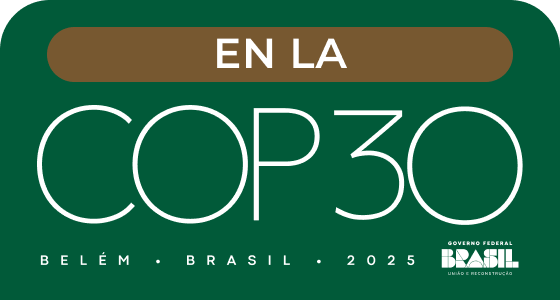 EN LA
COP30
BELÉM • BRASIL • 2025
GOVERNO FEDERAL
BRASIL
UNIÃO E RECONSTRUÇÃO